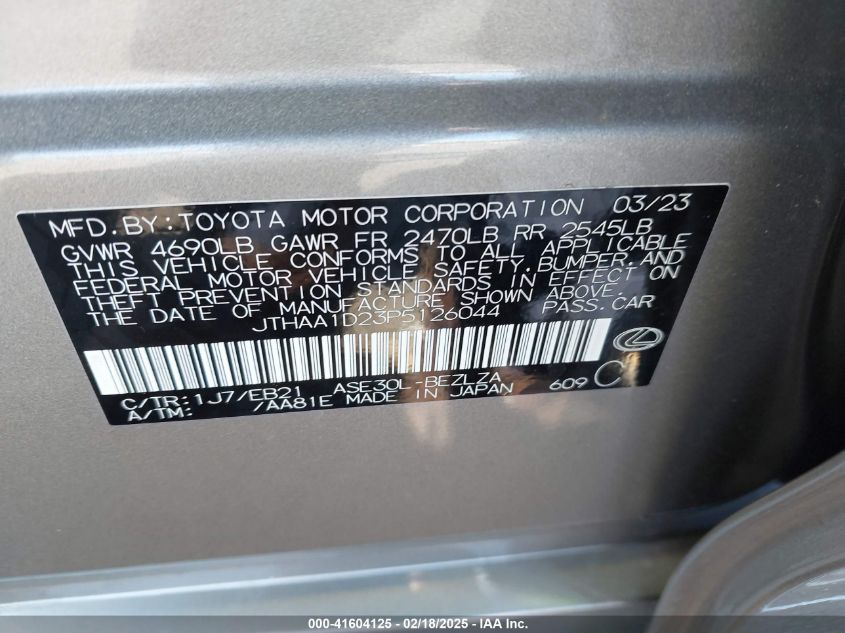 MFD.BY:TOYOTA MOTOR CORPORATION 03/23
GVWR 4690LB GAWR FR 2470LB RR 2545LB
THIS VEHICLE CONFORMS TO ALL APPLICABLE
FEDERAL MOTOR VEHICLE SAFETY,BUMPER,AND
THEFT PREVENTION STANDARDS IN EFFECT ON
THE DATE OF MANUFACTURE SHOWN ABOVE.
JTHAA1D23P5126044 PASS.CAR
C/TR:1J7/EB21 ASE30L-BEZLZA
A/TM: /AA81E MADE IN JAPAN 609 C
000-41604125 - 02/18/2025 - IAA Inc.